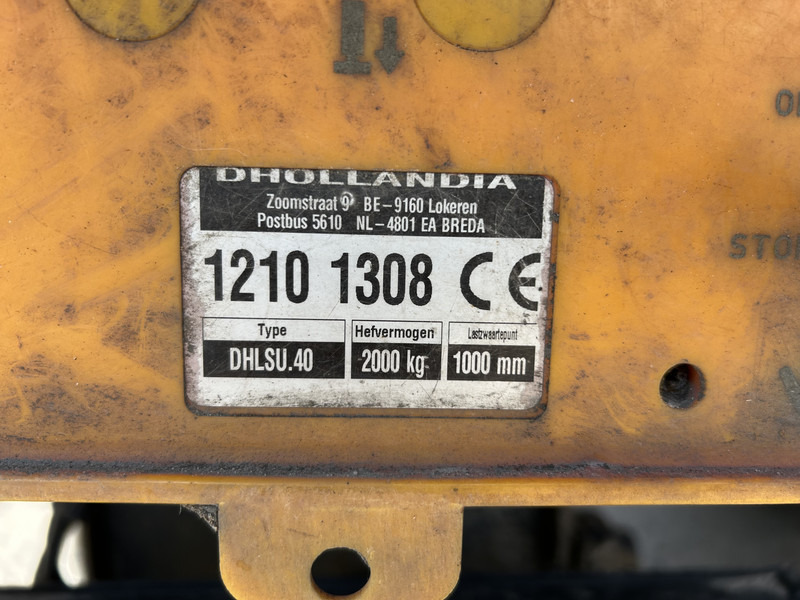 DHOLLANDIA
Zoomstraat 9 BE-9160 Lokeren
Postbus 5610 NL-4801 EA BREDA
1210 1308 CE
Type Hefvermogen Lastzwaartepunt
DHLSU.40 2000 kg 1000 mm